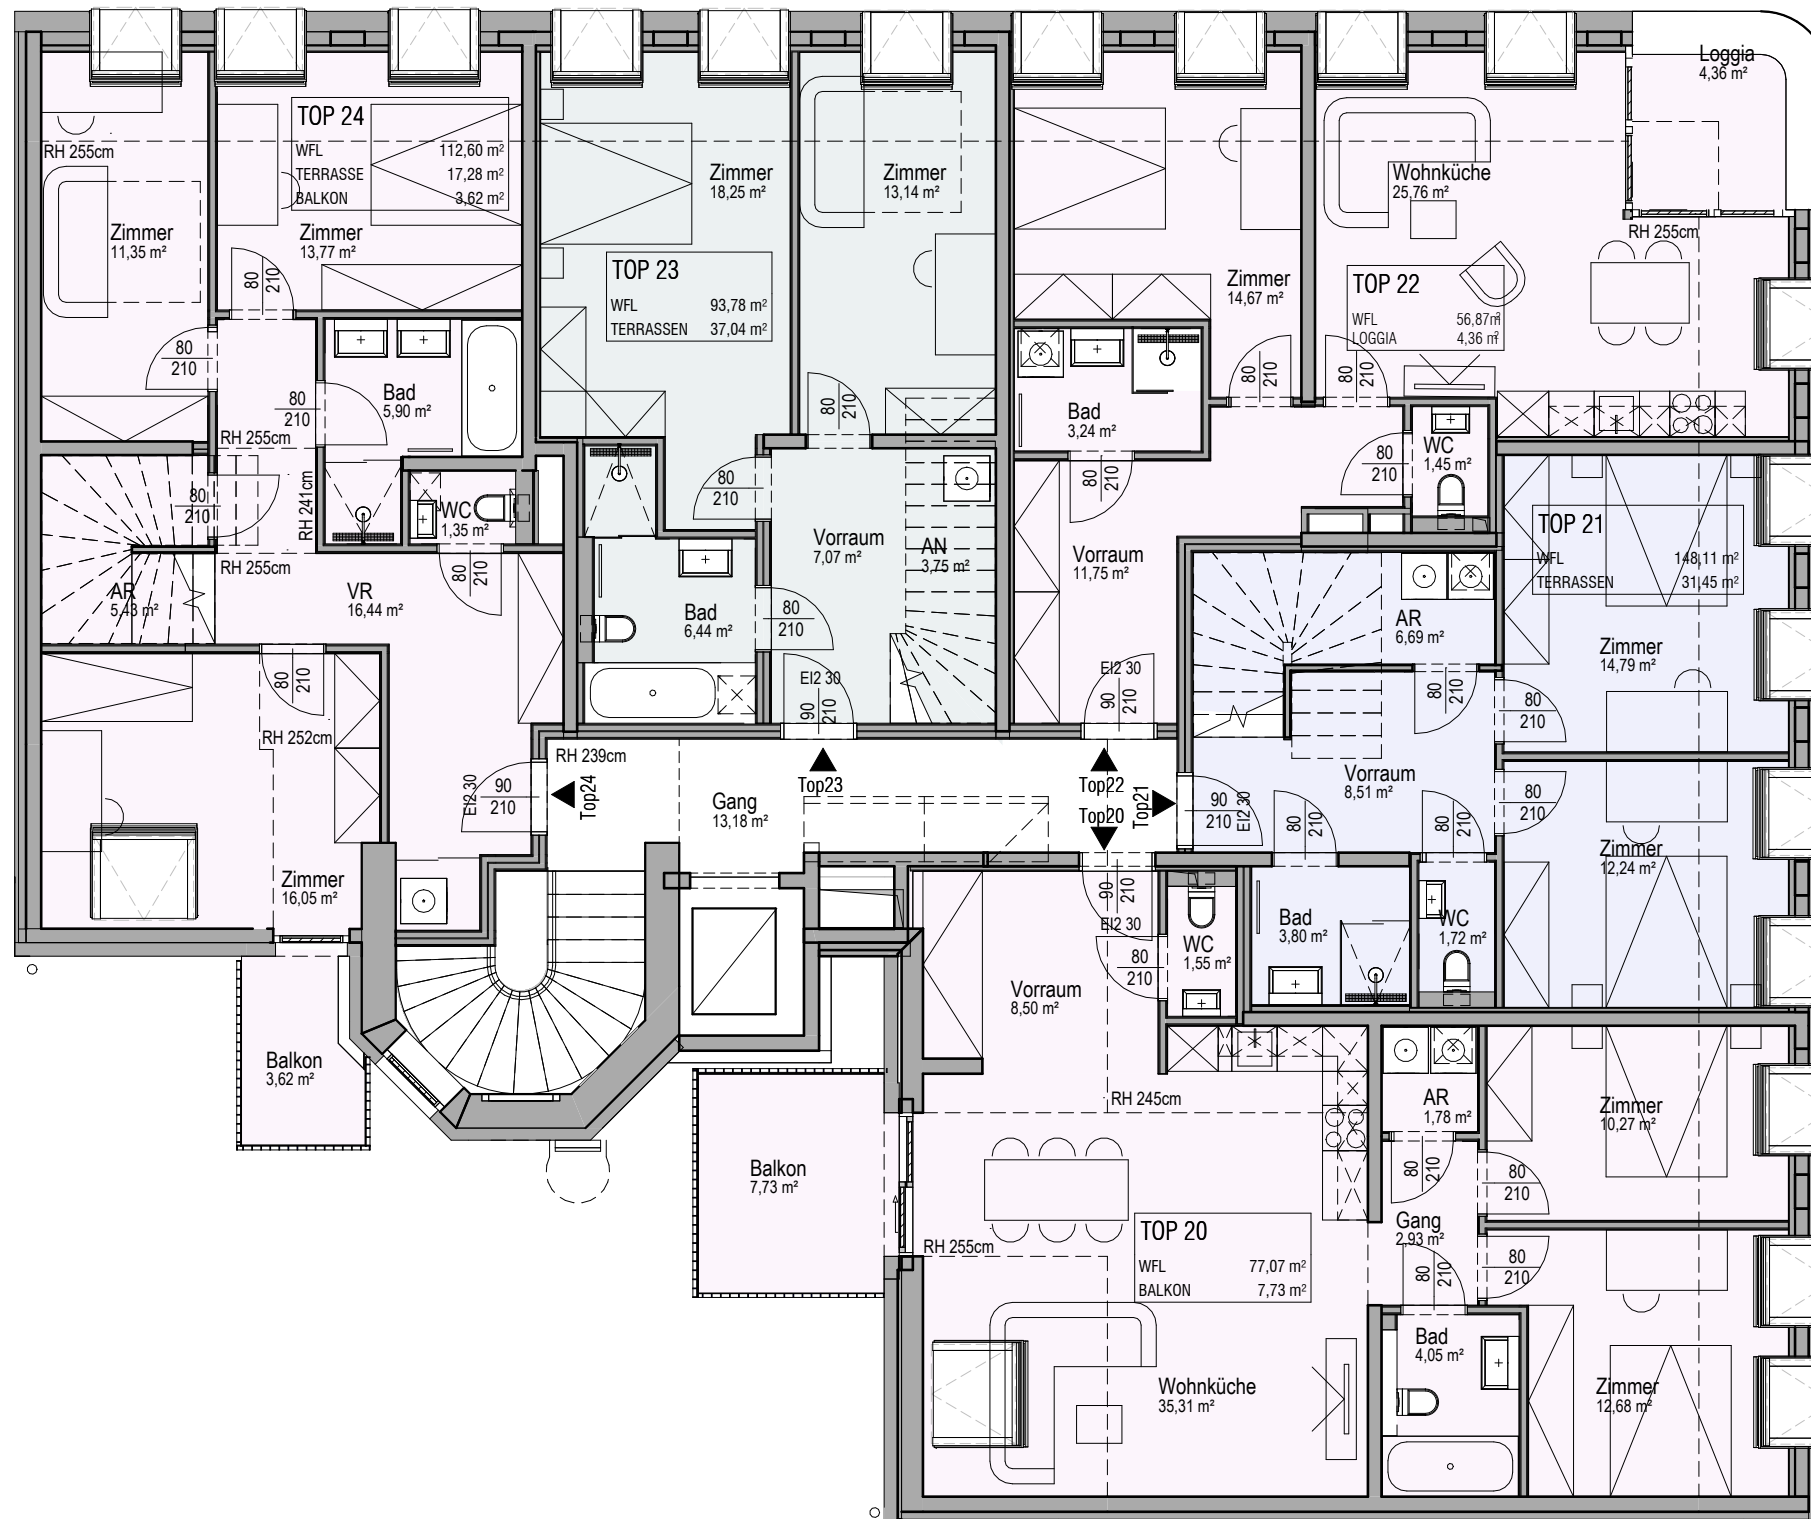 Loggia
4,36 m²
TOP 24
WFL 112,60 m²
TERRASSE 17,28 m²
BALKON 3,62 m²
RH 255cm
Zimmer
11,35 m²
Zimmer
13,77 m²
80
210
80
210
Zimmer
18,25 m²
Zimmer
13,14 m²
TOP 23
WFL 93,78 m²
TERRASSEN 37,04 m²
Zimmer
14,67 m²
Wohnküche
25,76 m²
RH 255cm
TOP 22
WFL 56,87m²
LOGGIA 4,36 m²
80
210
80
210
80
210
Bad
5,90 m²
80
210
RH 255cm
RH 241cm
80
210
WC
1,35 m²
RH 255cm
AR
5,43 m²
VR
16,44 m²
80
210
80
210
Vorraum
7,07 m²
AN
3,75 m²
Bad
6,44 m²
80
210
EI2 30
90
210
Bad
3,24 m²
80
210
80
210
WC
1,45 m²
Vorraum
11,75 m²
EI2 30
90
210
TOP 21
WFL 148,11 m²
TERRASSEN 31,45 m²
AR
6,69 m²
Zimmer
14,79 m²
80
210
80
210
80
210
RH 252cm
Zimmer
16,05 m²
EI2 30
90
210
Top24
RH 239cm
Gang
13,18 m²
Top23
Top22
Top20
Top21
90
210
EI2 30
Vorraum
8,51 m²
80
210
80
210
80
210
80
210
Zimmer
12,24 m²
90
210
EI2 30
WC
1,55 m²
80
210
Bad
3,80 m²
WC
1,72 m²
Vorraum
8,50 m²
Balkon
3,62 m²
Balkon
7,73 m²
RH 245cm
AR
1,78 m²
80
210
Zimmer
10,27 m²
80
210
Gang
2,93 m²
80
210
80
210
RH 255cm
TOP 20
WFL 77,07 m²
BALKON 7,73 m²
Wohnküche
35,31 m²
Bad
4,05 m²
Zimmer
12,68 m²